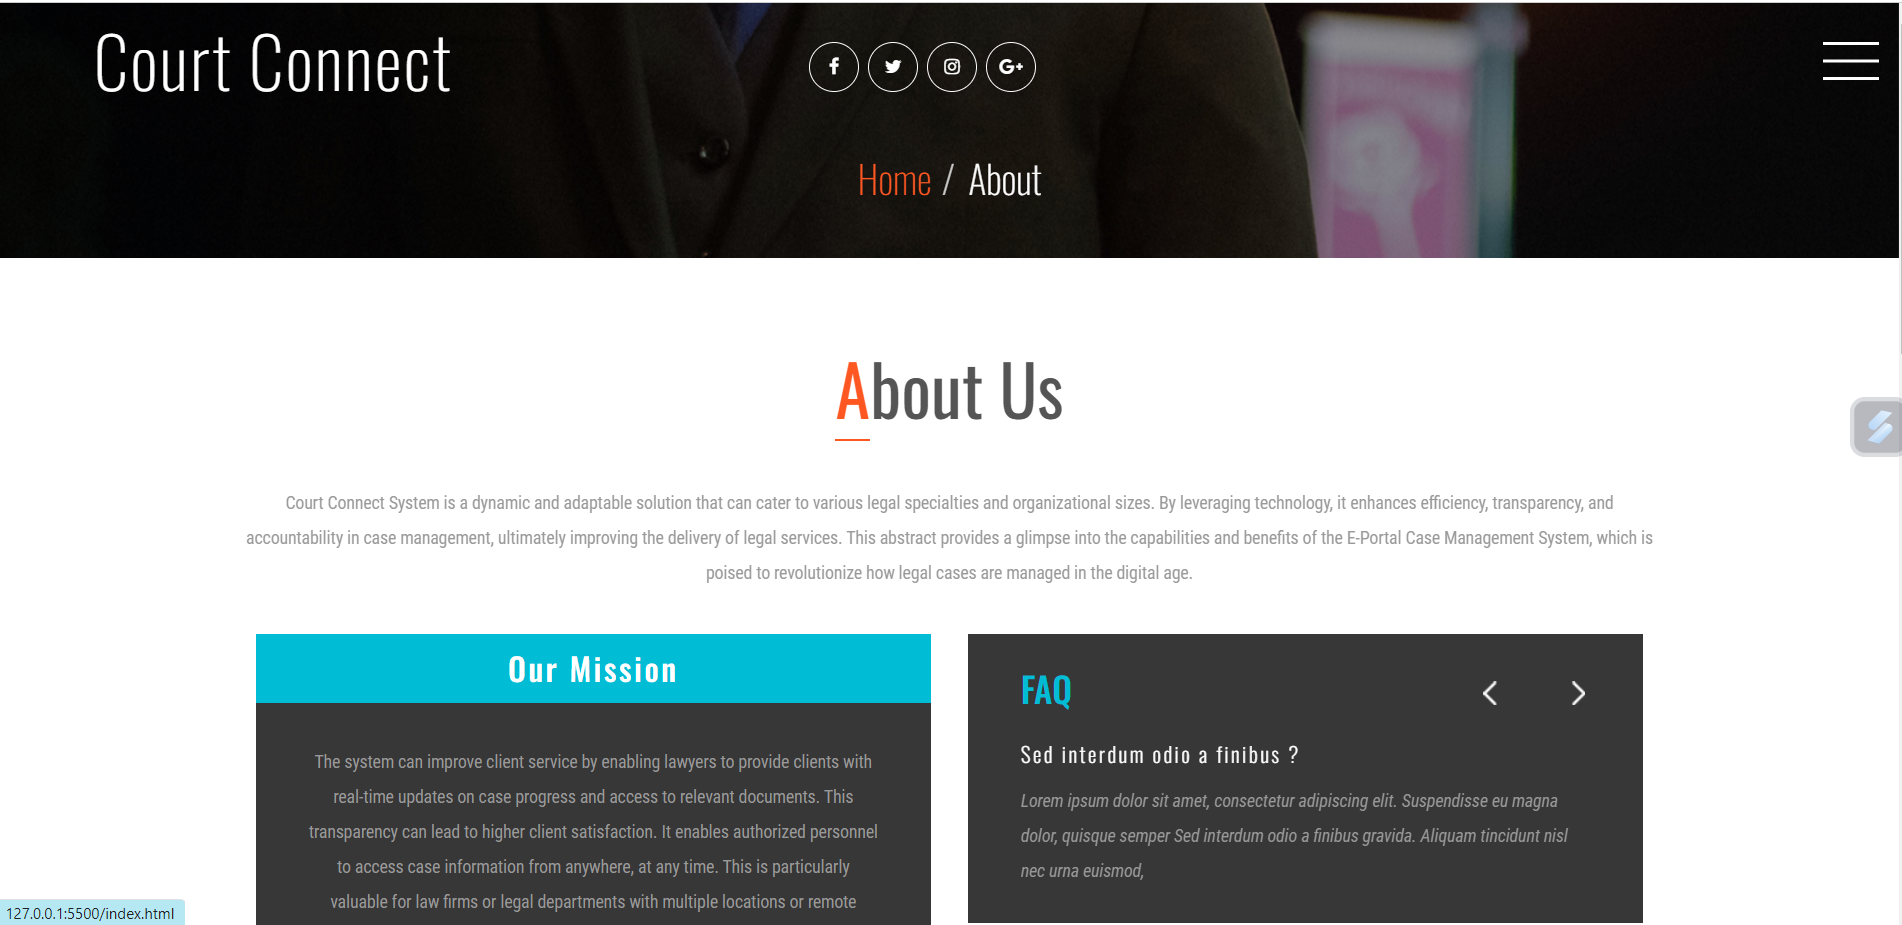 Court Connect
Home / About
About Us
Court Connect System is a dynamic and adaptable solution that can cater to various legal specialties and organizational sizes. By leveraging technology, it enhances efficiency, transparency, and
accountability in case management, ultimately improving the delivery of legal services. This abstract provides a glimpse into the capabilities and benefits of the E-Portal Case Management System, which is
poised to revolutionize how legal cases are managed in the digital age.
Our Mission
The system can improve client service by enabling lawyers to provide clients with
real-time updates on case progress and access to relevant documents. This
transparency can lead to higher client satisfaction. It enables authorized personnel
to access case information from anywhere, at any time. This is particularly
valuable for law firms or legal departments with multiple locations or remote
FAQ
Sed interdum odio a finibus ?
Lorem ipsum dolor sit amet, consectetur adipiscing elit. Suspendisse eu magna
dolor, quisque semper Sed interdum odio a finibus gravida. Aliquam tincidunt nisl
nec urna euismod,
127.0.0.1:5500/index.html